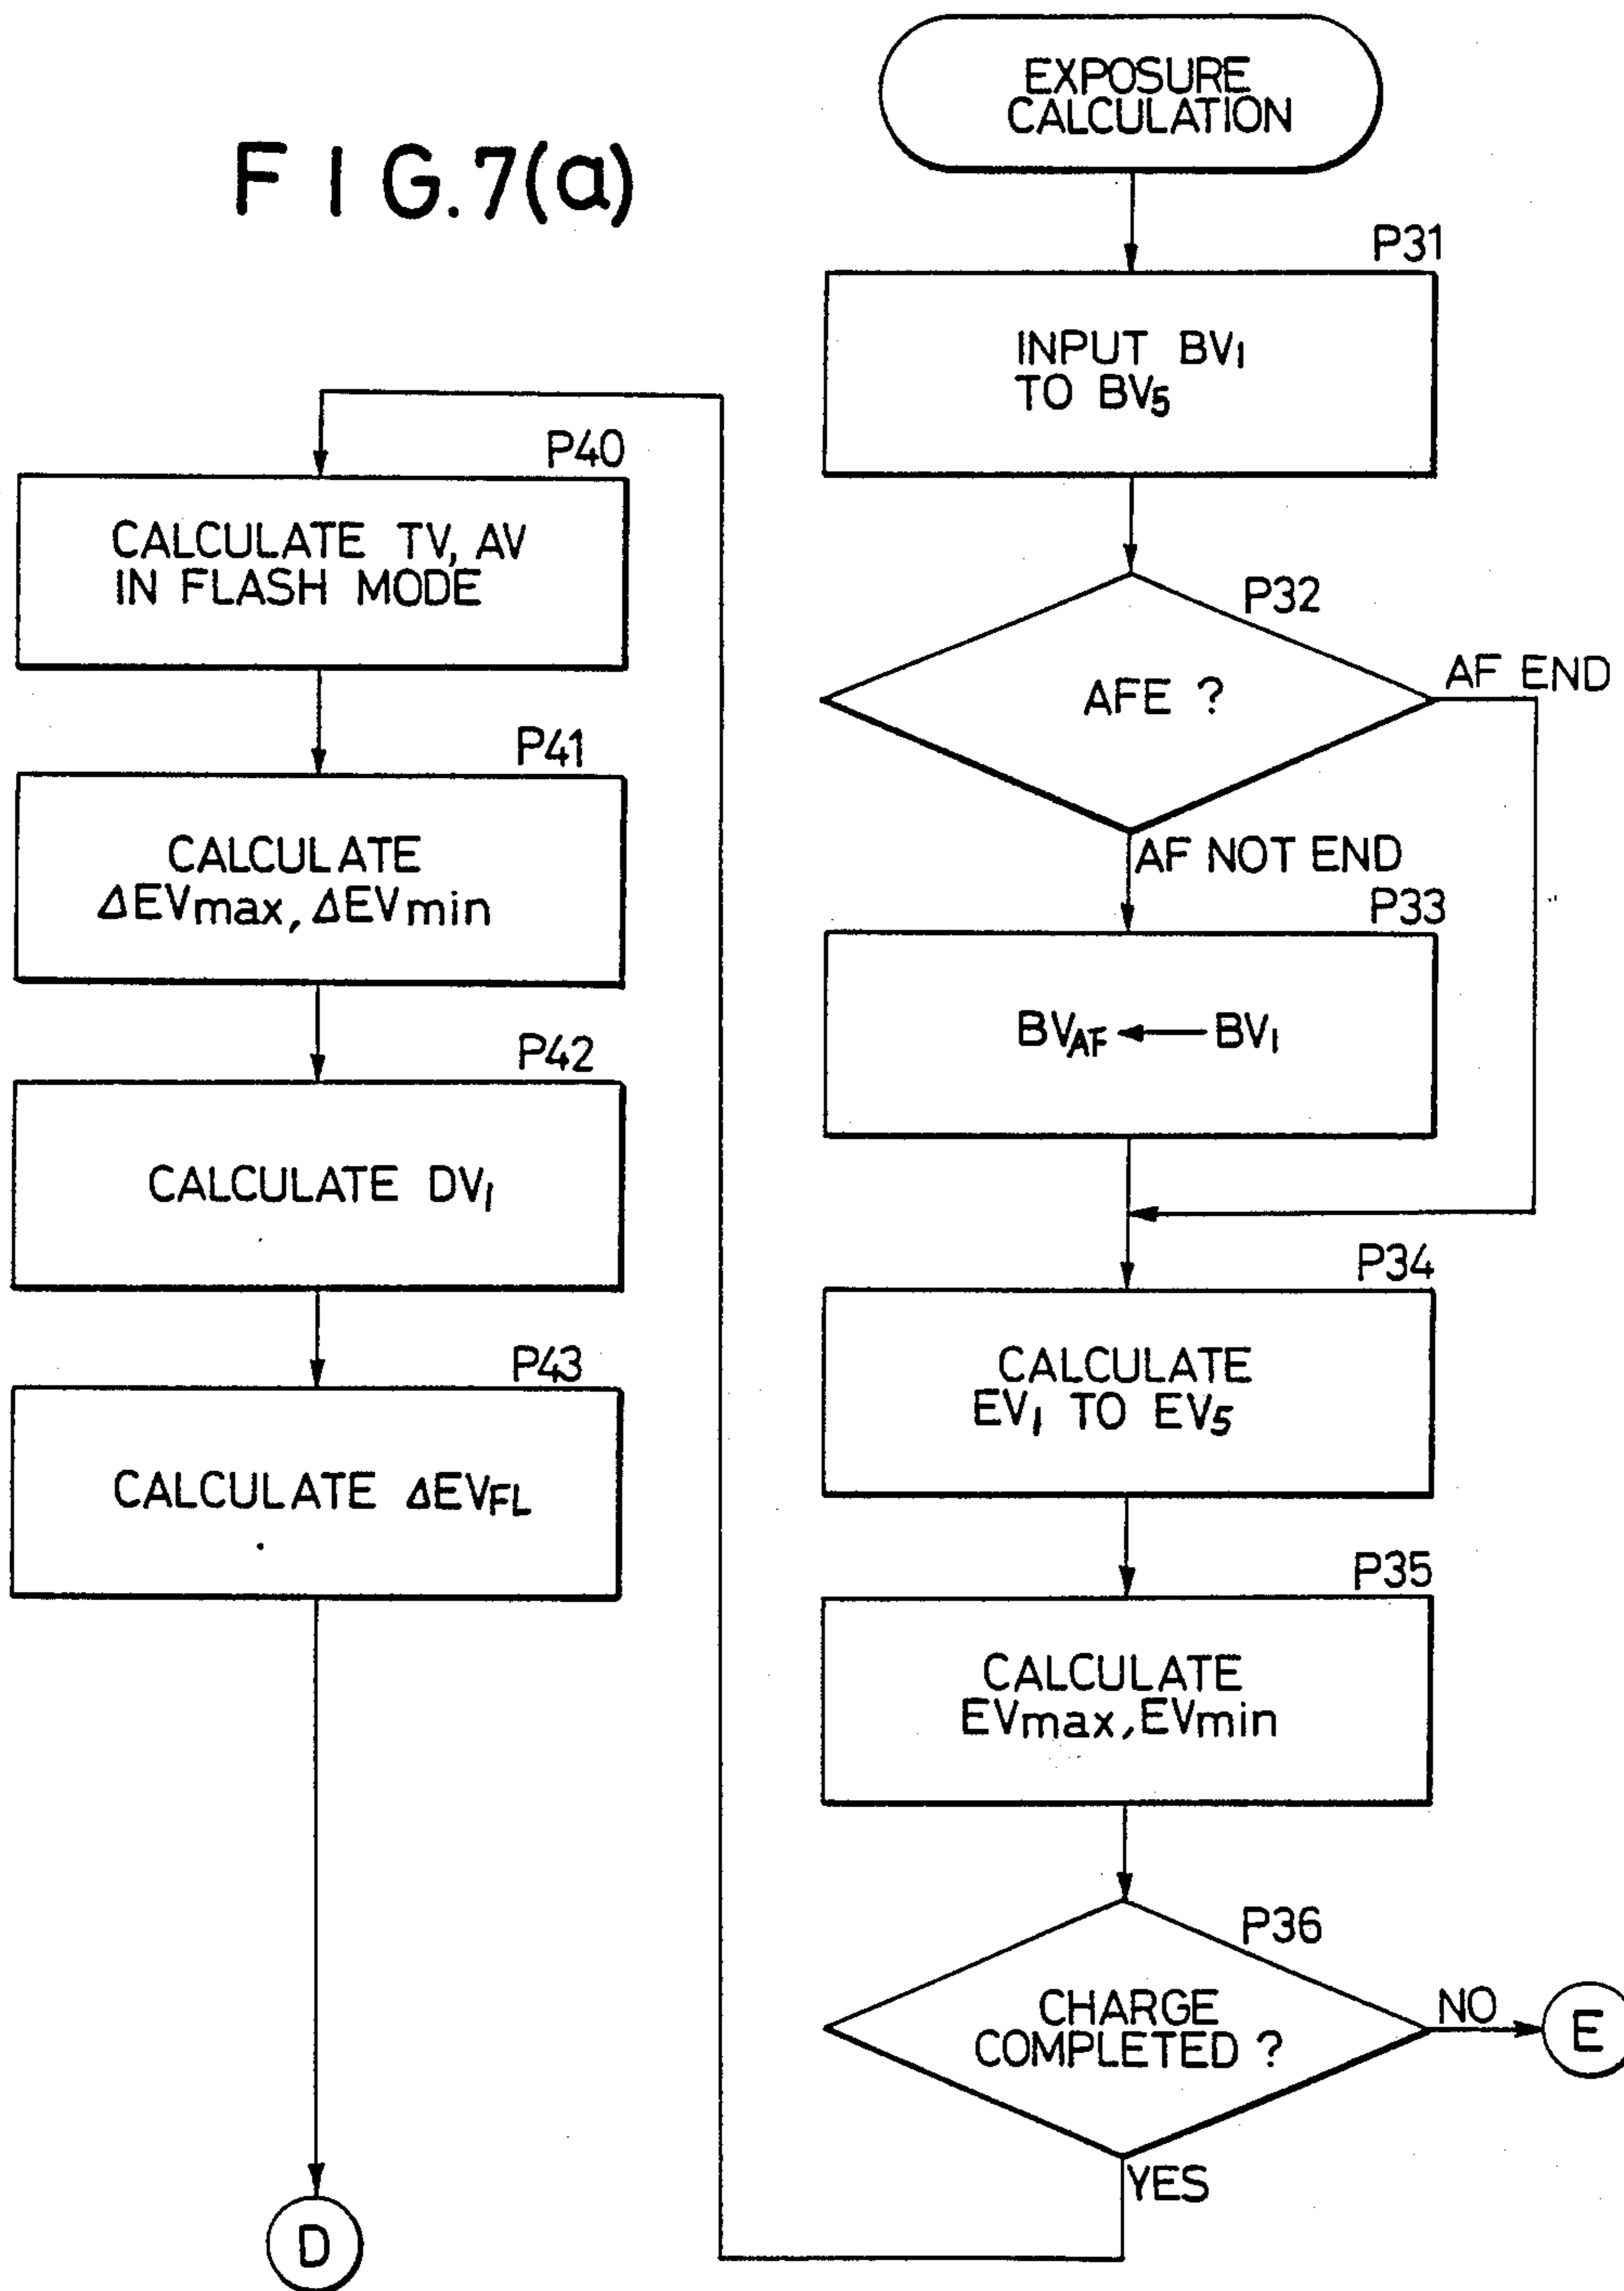 F I G.7(a)
EXPOSURE
CALCULATION
P31
INPUT BV1
TO BV5
P32
AFE ?
AF END
AF NOT END
P33
BVAF ← BV1
P34
CALCULATE
EV1 TO EV5
P35
CALCULATE
EVmax, EVmin
P36
CHARGE
COMPLETED ?
NO
E
YES
P40
CALCULATE TV, AV
IN FLASH MODE
P41
CALCULATE
ΔEVmax, ΔEVmin
P42
CALCULATE DV1
P43
CALCULATE ΔEVFL
D